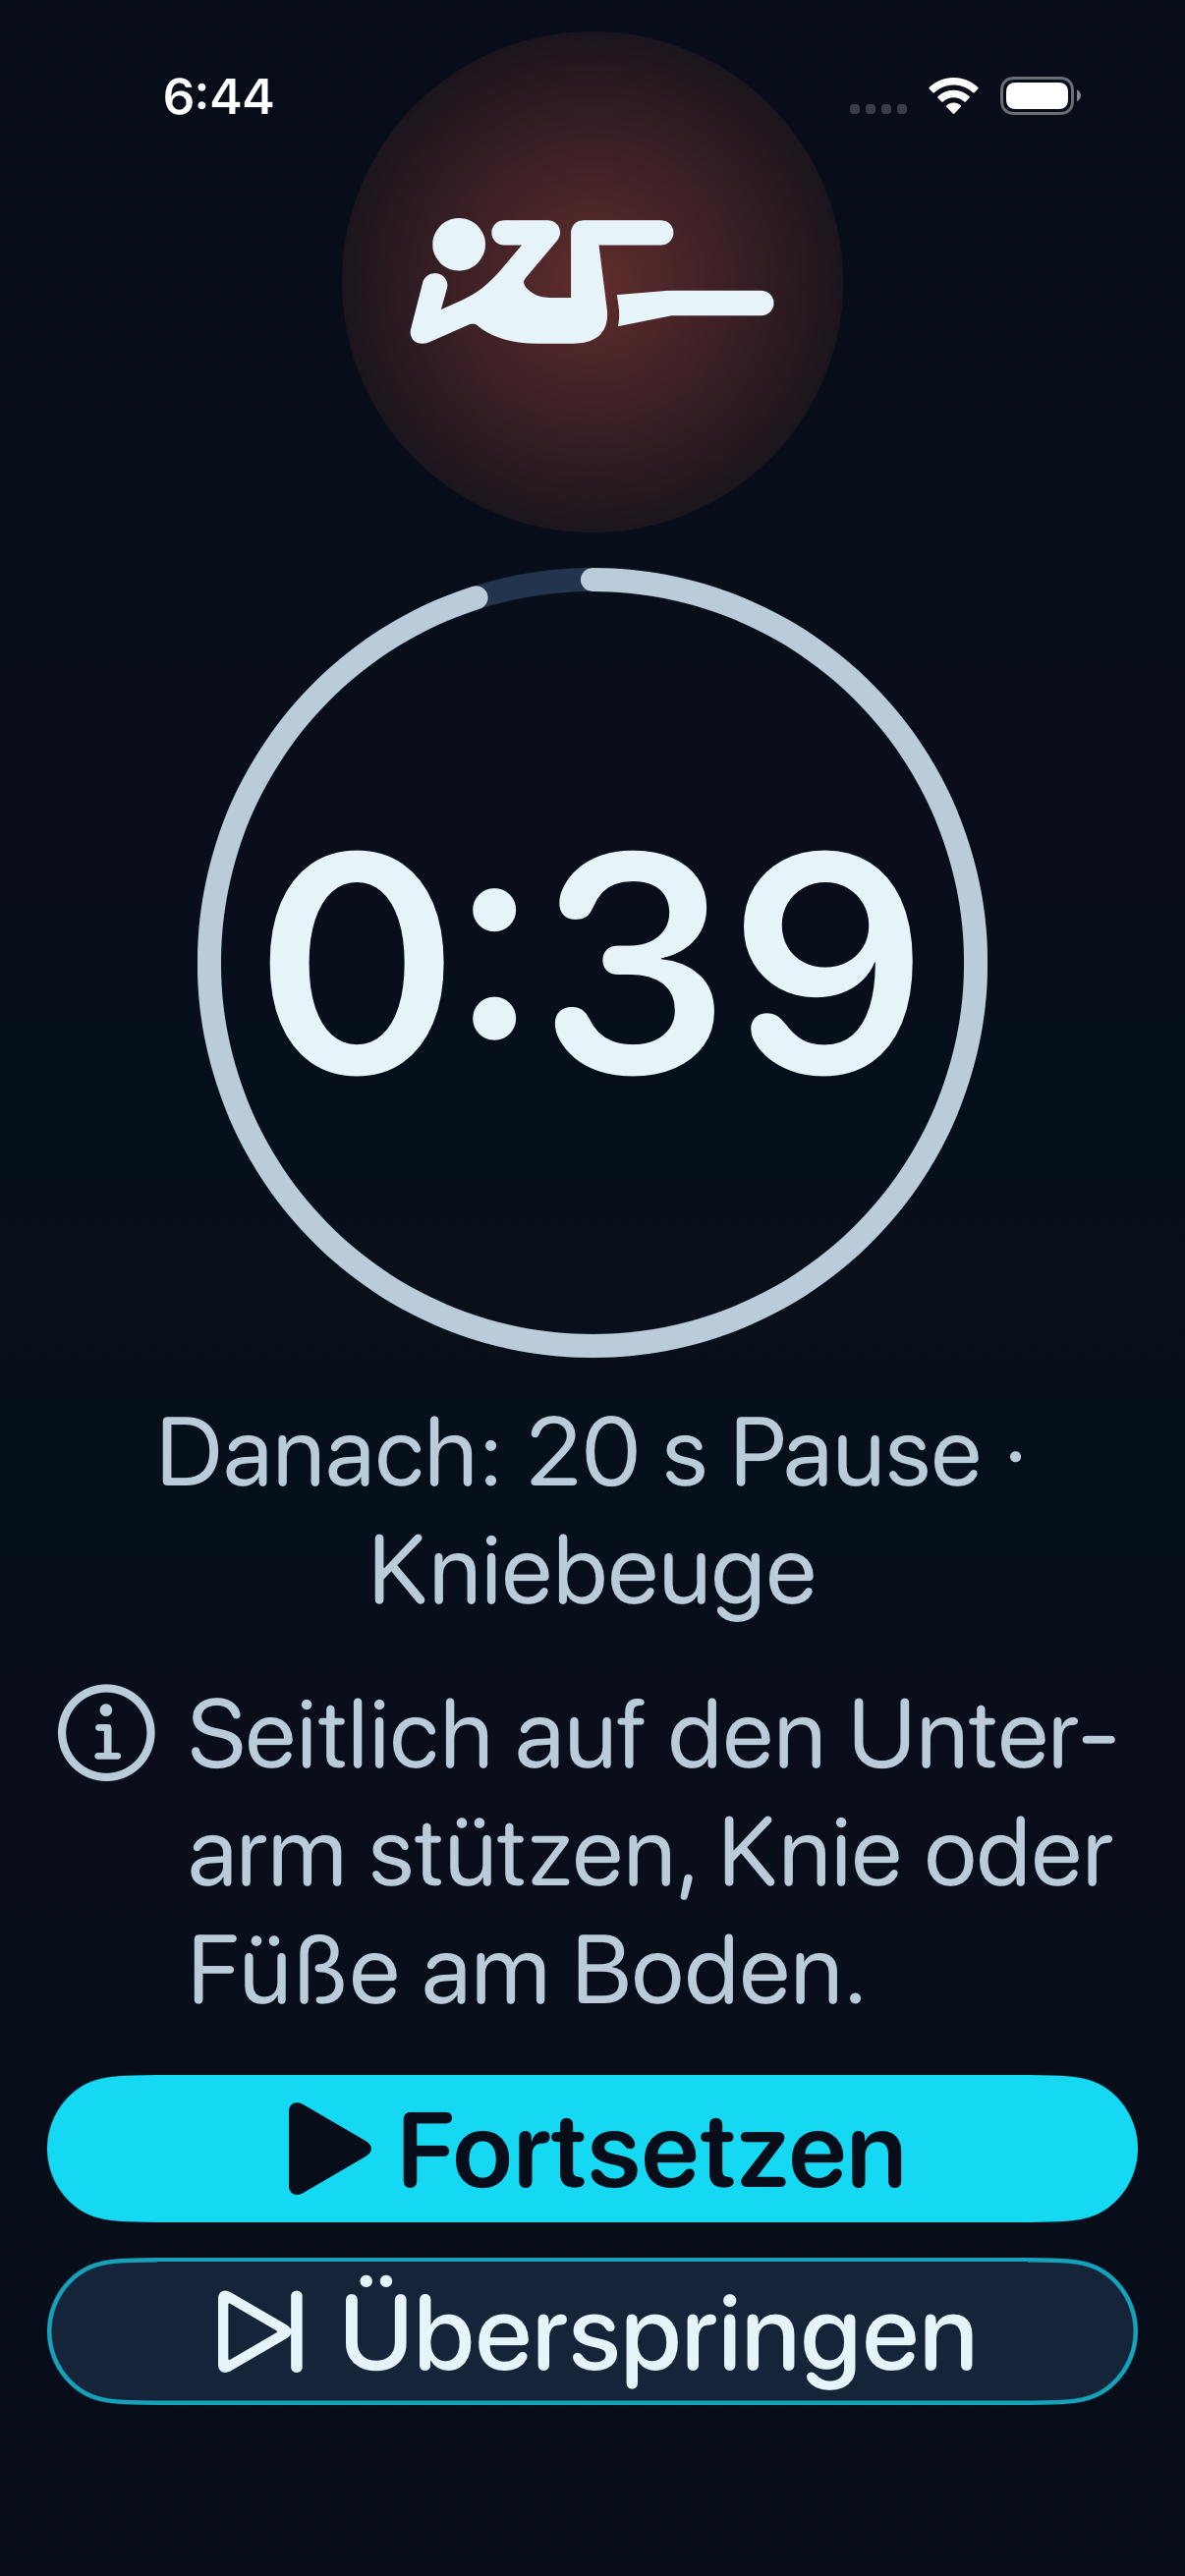 6:44
0:39
Danach: 20 s Pause ·
Kniebeuge
Seitlich auf den Unter-
arm stützen, Knie oder
Füße am Boden.
Fortsetzen
Überspringen